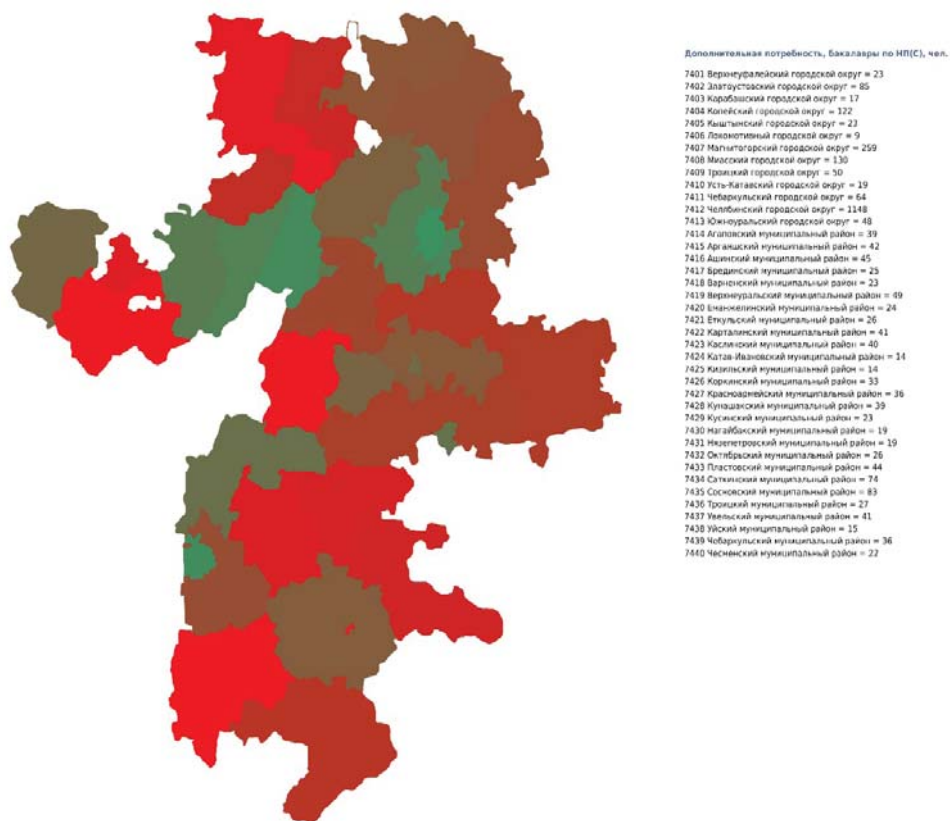 Дополнительная потребность, бакалавры по НП(С), чел.
7401 Верхнеуфалейский городской округ = 23
7402 Златоустовский городской округ = 85
7403 Карабашский городской округ = 17
7404 Копейский городской округ = 122
7405 Кыштымский городской округ = 23
7406 Локомотивный городской округ = 9
7407 Магнитогорский городской округ = 259
7408 Миасский городской округ = 130
7409 Троицкий городской округ = 50
7410 Усть-Катавский городской округ = 19
7411 Чебаркульский городской округ = 64
7412 Челябинский городской округ = 1148
7413 Южноуральский городской округ = 48
7414 Агаповский муниципальный район = 39
7415 Аргаяшский муниципальный район = 42
7416 Ашинский муниципальный район = 45
7417 Брединский муниципальный район = 25
7418 Варненский муниципальный район = 23
7419 Верхнеуральский муниципальный район = 49
7420 Еманжелинский муниципальный район = 24
7421 Еткульский муниципальный район = 26
7422 Карталинский муниципальный район = 41
7423 Каслинский муниципальный район = 40
7424 Катав-Ивановский муниципальный район = 14
7425 Кизильский муниципальный район = 14
7426 Коркинский муниципальный район = 33
7427 Красноармейский муниципальный район = 36
7428 Кунашакский муниципальный район = 39
7429 Кусинский муниципальный район = 23
7430 Нагайбакский муниципальный район = 19
7431 Нязепетровский муниципальный район = 19
7432 Октябрьский муниципальный район = 26
7433 Пластовский муниципальный район = 44
7434 Саткинский муниципальный район = 74
7435 Сосновский муниципальный район = 83
7436 Троицкий муниципальный район = 27
7437 Увельский муниципальный район = 41
7438 Уйский муниципальный район = 15
7439 Чебаркульский муниципальный район = 36
7440 Чесменский муниципальный район = 22